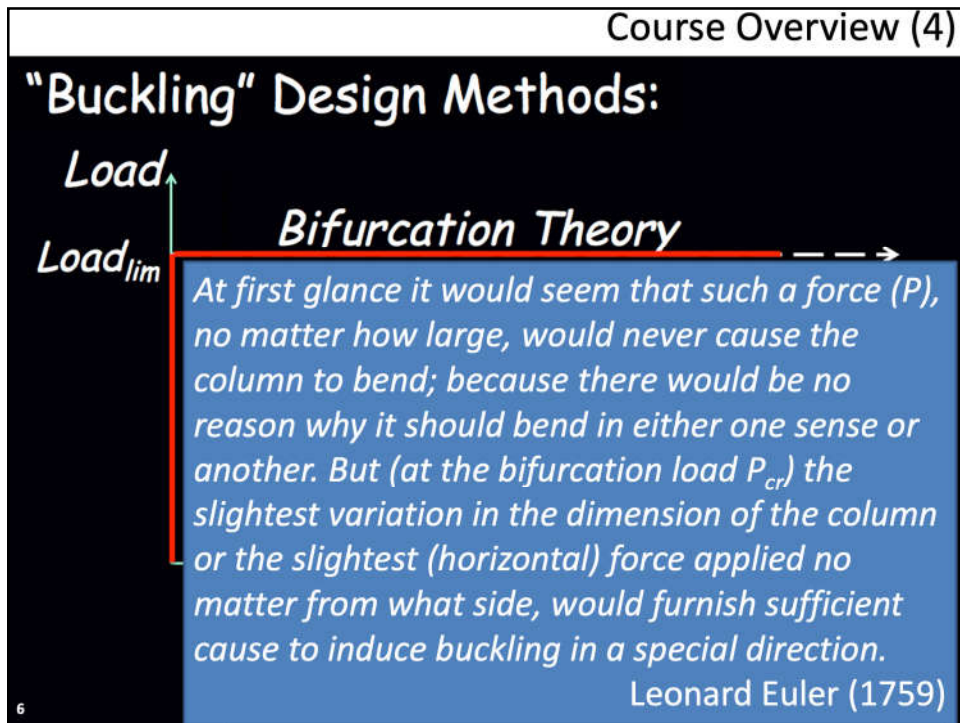 Course Overview (4)
“Buckling” Design Methods:
Load
Bifurcation Theory
Load_lim
At first glance it would seem that such a force (P),
no matter how large, would never cause the
column to bend; because there would be no
reason why it should bend in either one sense or
another. But (at the bifurcation load P_cr) the
slightest variation in the dimension of the column
or the slightest (horizontal) force applied no
matter from what side, would furnish sufficient
cause to induce buckling in a special direction.
Leonard Euler (1759)
6